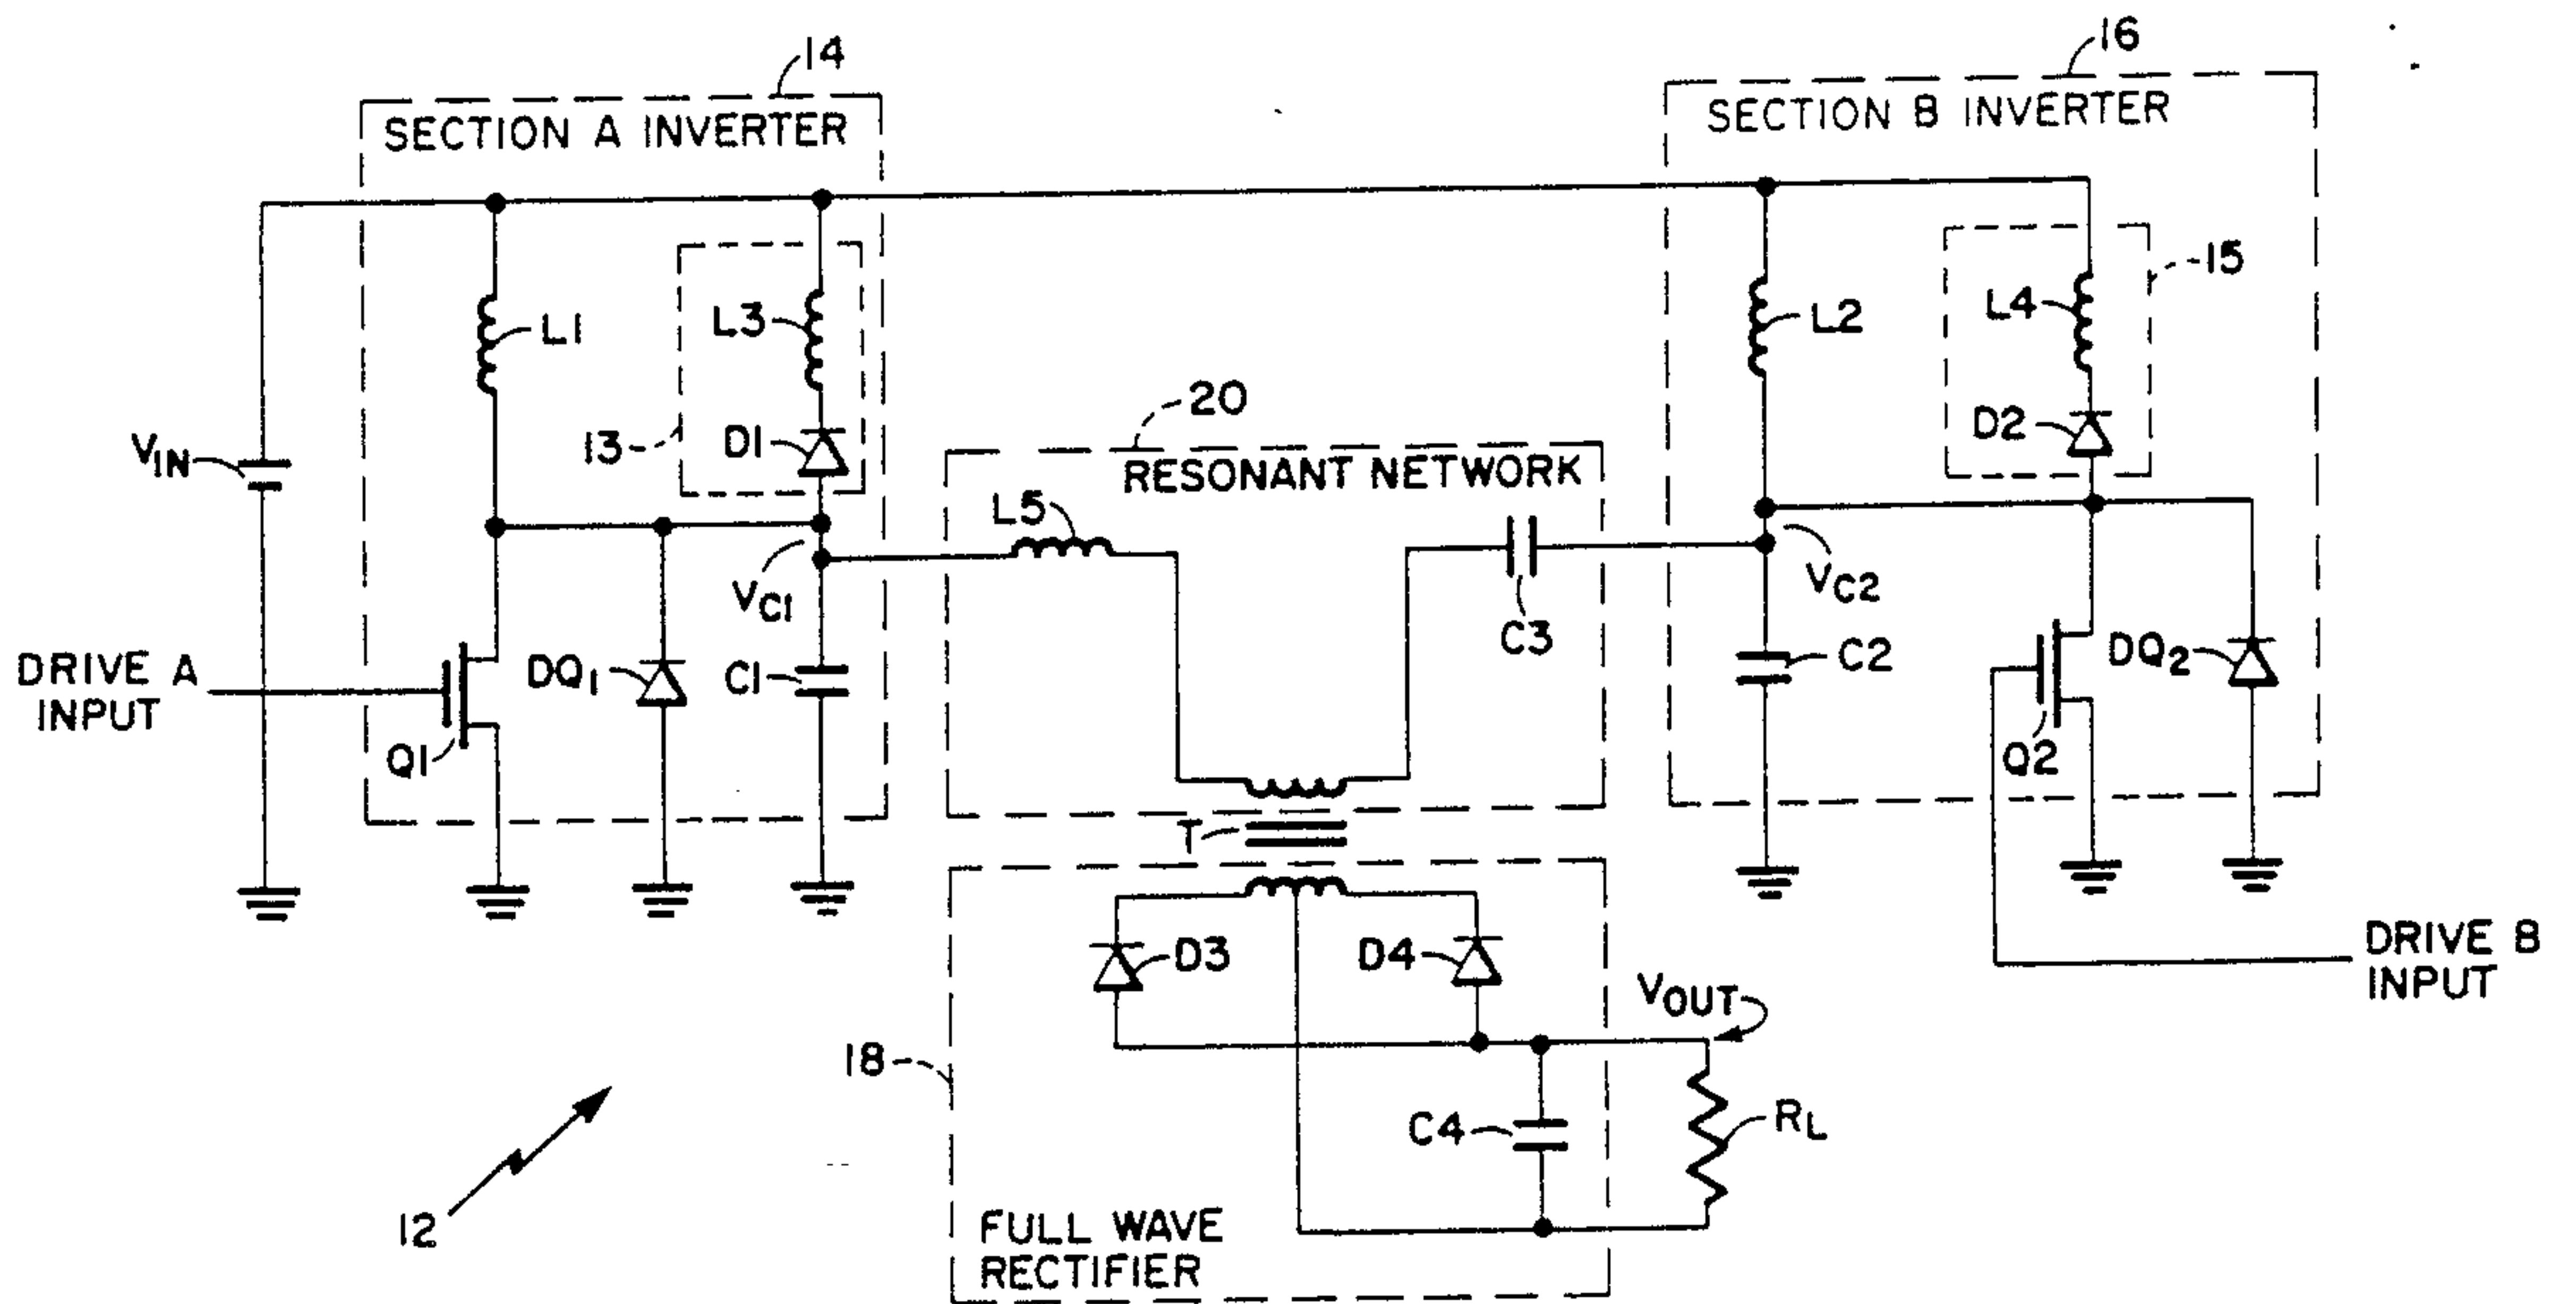 14
16
SECTION A INVERTER
SECTION B INVERTER
15
L1
L3
L2
L4
20
VIN
13
D1
D2
RESONANT NETWORK
L5
VC1
VC2
C3
DRIVE A
INPUT
Q1
DQ1
C1
C2
Q2
DQ2
T
D3
D4
DRIVE B
INPUT
VOUT
18
C4
RL
12
FULL WAVE
RECTIFIER